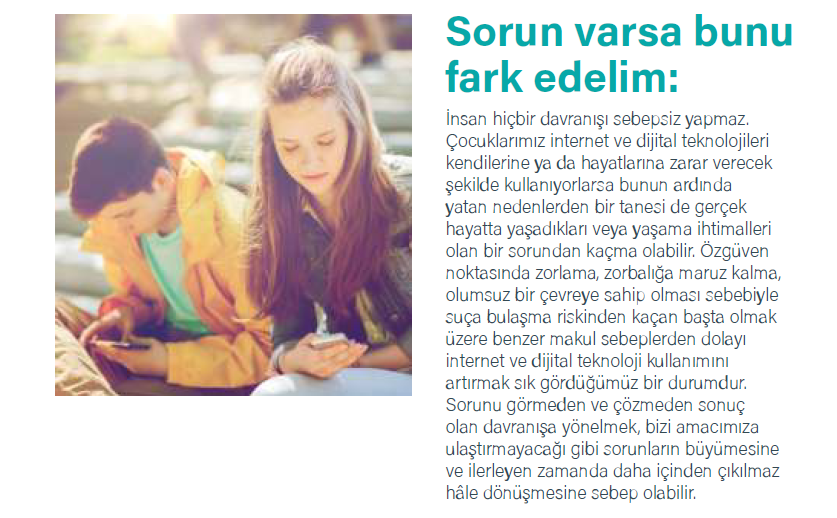 Sorun varsa bunu
fark edelim:
İnsan hiçbir davranışı sebepsiz yapmaz.
Çocuklarımız internet ve dijital teknolojileri
kendilerine ya da hayatlarına zarar verecek
şekilde kullanıyorlarsa bunun ardında
yatan nedenlerden bir tanesi de gerçek
hayatta yaşadıkları veya yaşama ihtimalleri
olan bir sorundan kaçma olabilir. Özgüven
noktasında zorlama, zorbalığa maruz kalma,
olumsuz bir çevreye sahip olması sebebiyle
suça bulaşma riskinden kaçan başta olmak
üzere benzer makul sebeplerden dolayı
internet ve dijital teknoloji kullanımını
artırmak sık gördüğümüz bir durumdur.
Sorunu görmeden ve çözmeden sonuç
olan davranışa yönelmek, bizi amacımıza
ulaştırmayacağı gibi sorunların büyümesine
ve ilerleyen zamanda daha içinden çıkılmaz
hâle dönüşmesine sebep olabilir.